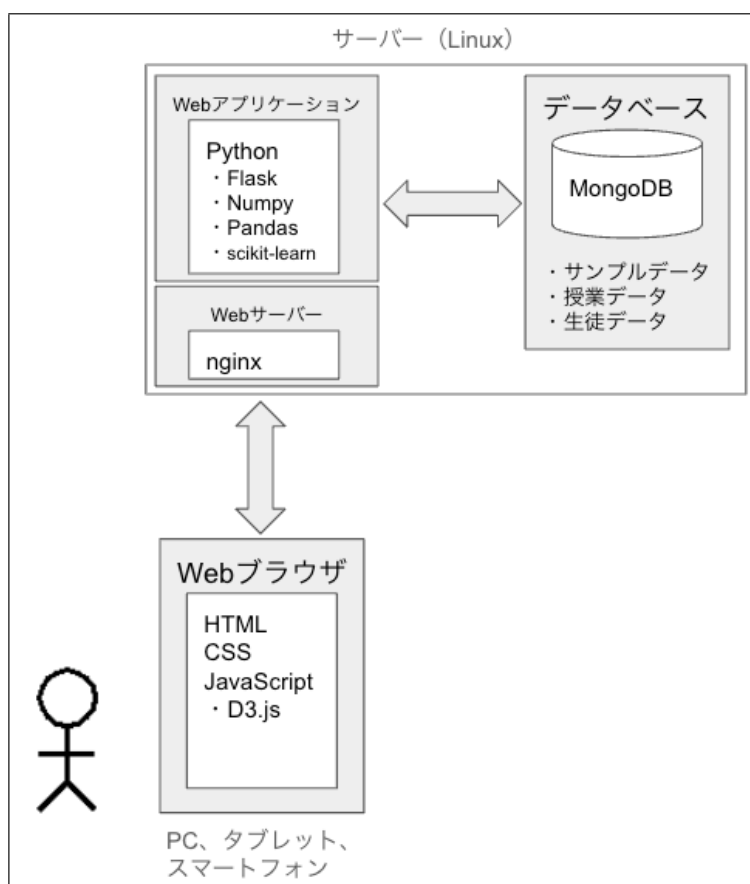 サーバー（Linux）
Webアプリケーション
Python
・Flask
・Numpy
・Pandas
・scikit-learn
Webサーバー
nginx
データベース
MongoDB
・サンプルデータ
・授業データ
・生徒データ
Webブラウザ
HTML
CSS
JavaScript
・D3.js
PC、タブレット、
スマートフォン